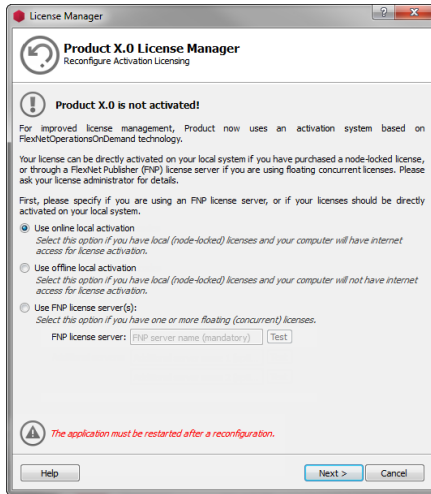 License Manager
Product X.0 License Manager
Reconfigure Activation Licensing
Product X.0 is not activated!
For improved license management, Product now uses an activation system based on
FlexNetOperationsOnDemand technology.
Your license can be directly activated on your local system if you have purchased a node-locked license,
or through a FlexNet Publisher (FNP) license server if you are using floating concurrent licenses. Please
ask your license administrator for details.
First, please specify if you are using an FNP license server, or if your licenses should be directly
activated on your local system.
Use online local activation
Select this option if you have local (node-locked) licenses and your computer will have internet
access for license activation.
Use offline local activation
Select this option if you have local (node-locked) licenses and your computer will not have internet
access for license activation.
Use FNP license server(s):
Select this option if you have one or more floating (concurrent) licenses.
FNP license server: FNP server name (mandatory) Test
The application must be restarted after a reconfiguration.
Help Next > Cancel